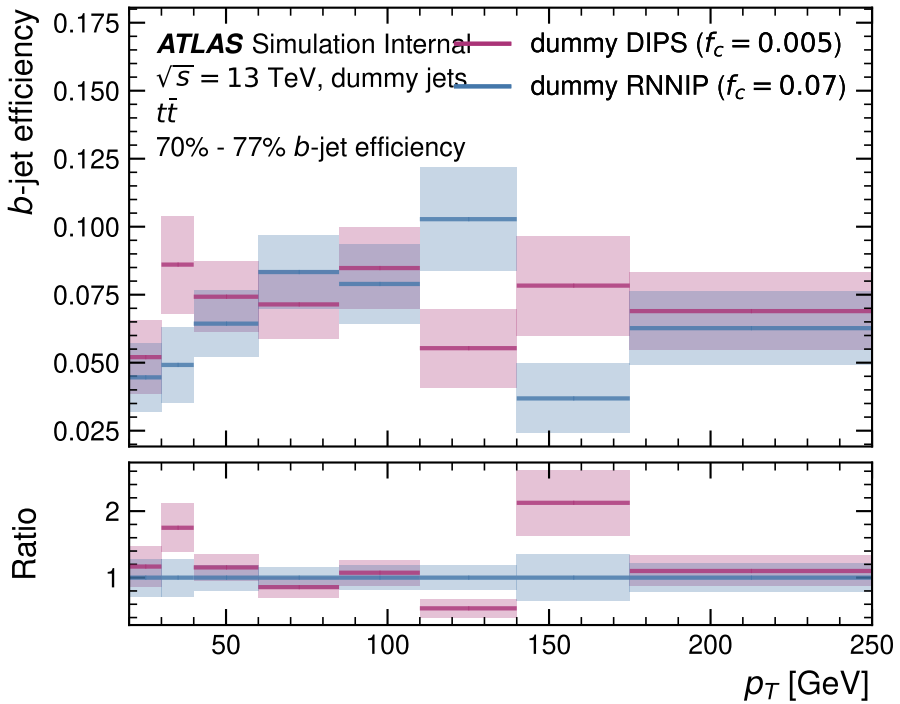 ATLAS Simulation Internal
√s = 13 TeV, dummy jets
tt̄
70% - 77% b-jet efficiency
dummy DIPS (f_c = 0.005)
dummy RNNIP (f_c = 0.07)
b-jet efficiency
0.175
0.150
0.125
0.100
0.075
0.050
0.025
Ratio
2
1
50 100 150 200 250
p_T [GeV]